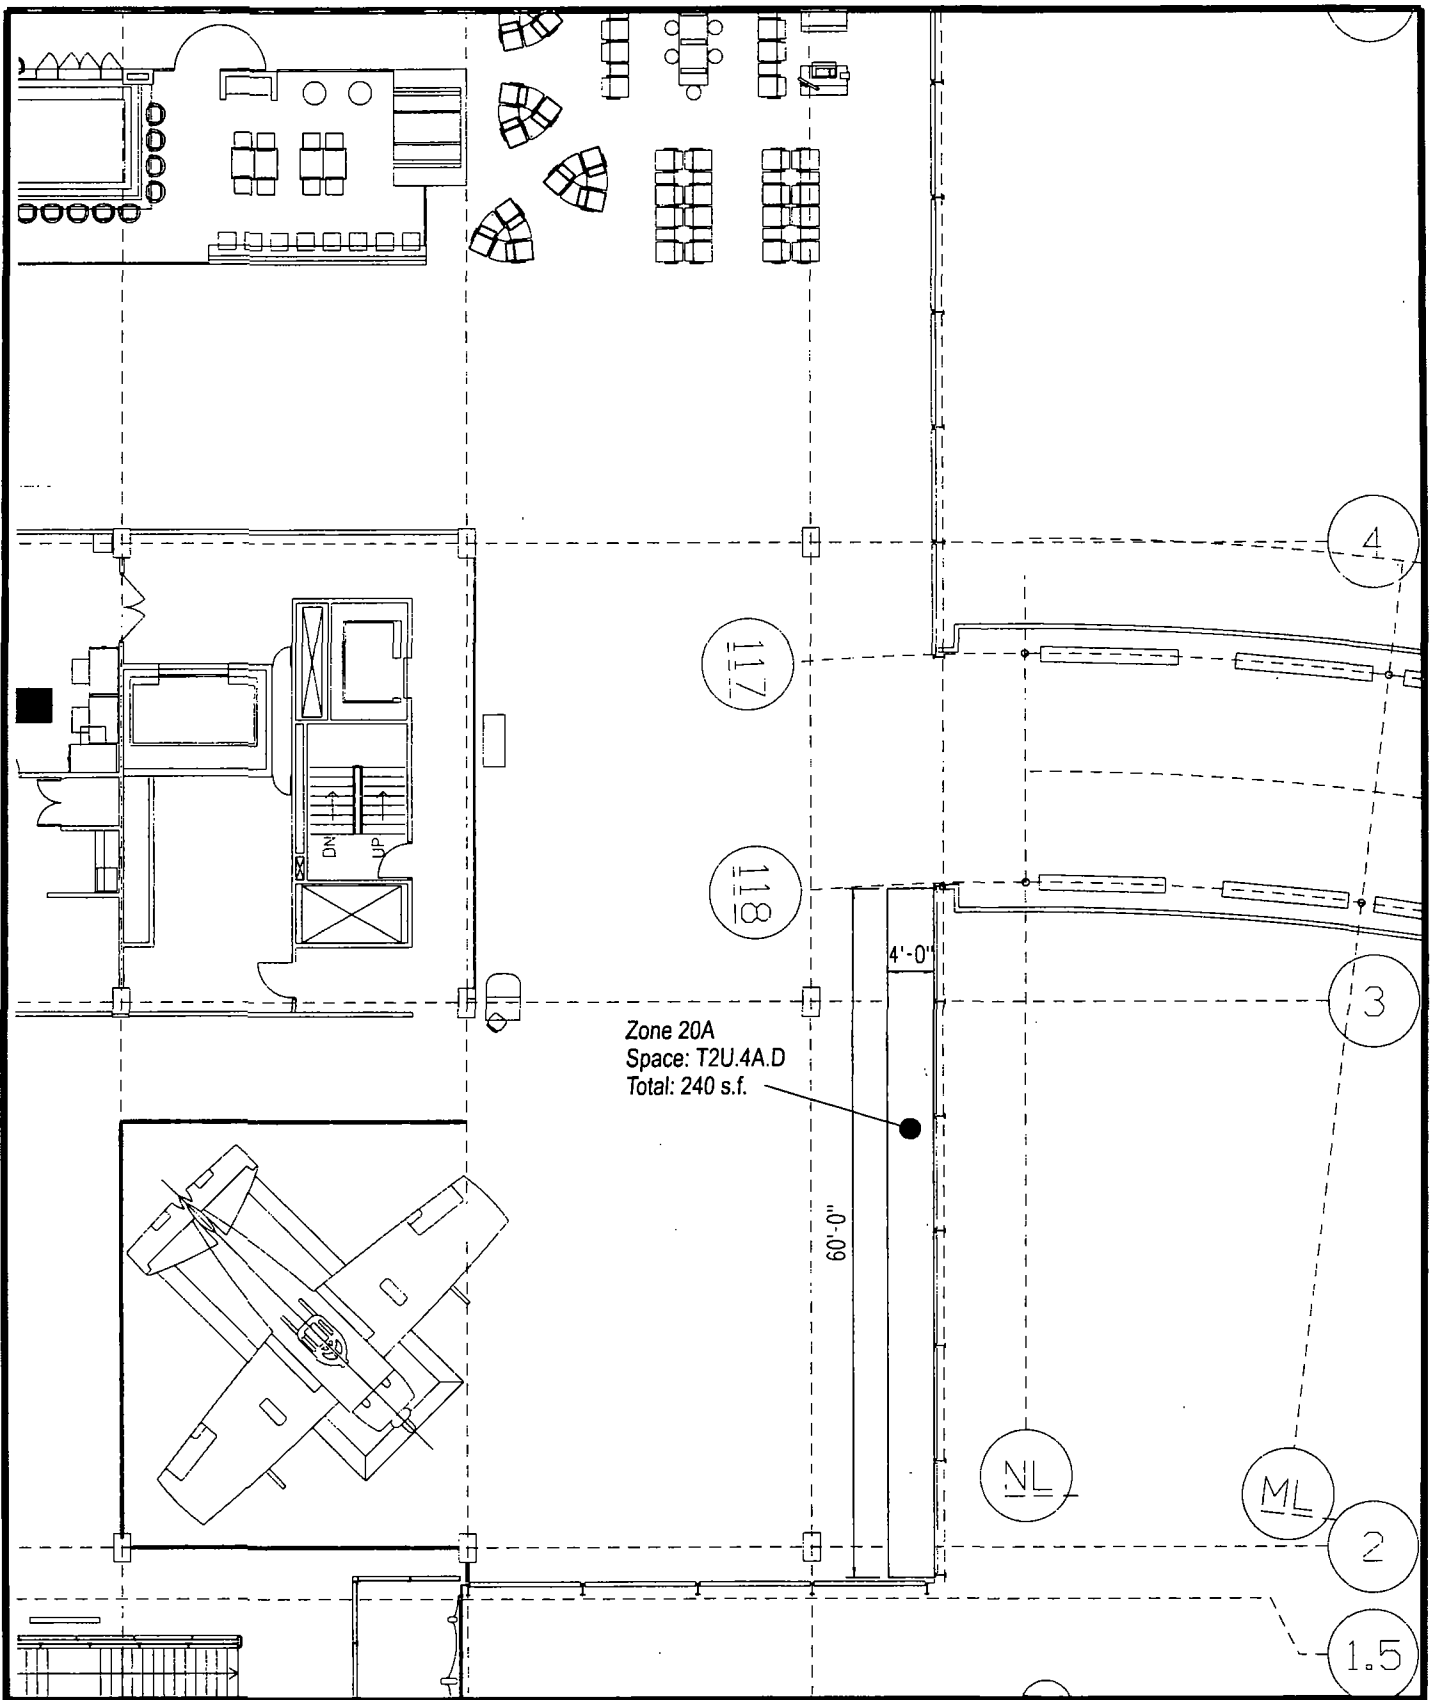 4
117
DN
UP
118
4'-0"
3
Zone 20A
Space: T2U.4A.D
Total: 240 s.f.
60'-0"
NL
ML
2
1.5